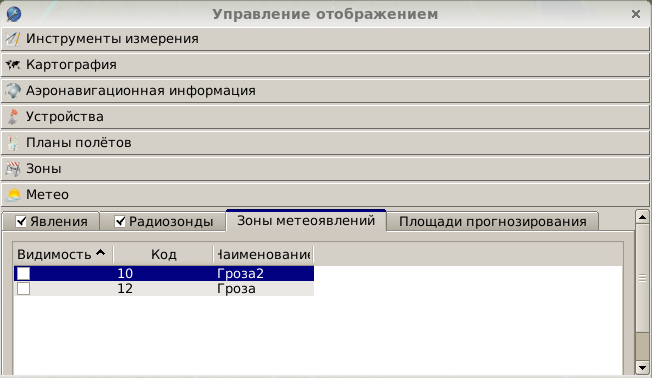 Управление отображением
Инструменты измерения
Картография
Аэронавигационная информация
Устройства
Планы полётов
Зоны
Метео
Явления Радиозонды Зоны метеоявлений Площади прогнозирования
Видимость Код Наименование
10 Гроза2
12 Гроза